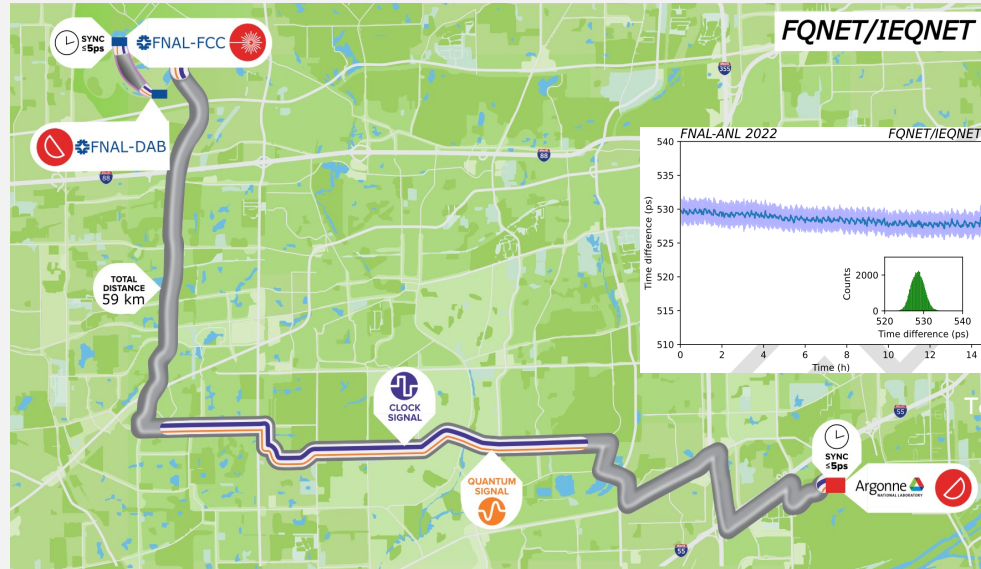 FQNET/IEQNET
SYNC
≤5ps
FNAL-FCC
355
FNAL-DAB
88
88
FNAL-ANL 2022 FQNET/IEQNET
540
535
530
525
520
515
510
Time difference (ps)
0 2 4 6 8 10 12 14
Time (h)
Counts
2000
0
520 530 540
Time difference (ps)
TOTAL
DISTANCE
59 km
CLOCK
SIGNAL
QUANTUM
SIGNAL
55
T
SYNC
≤5ps
Argonne
NATIONAL LABORATORY
55